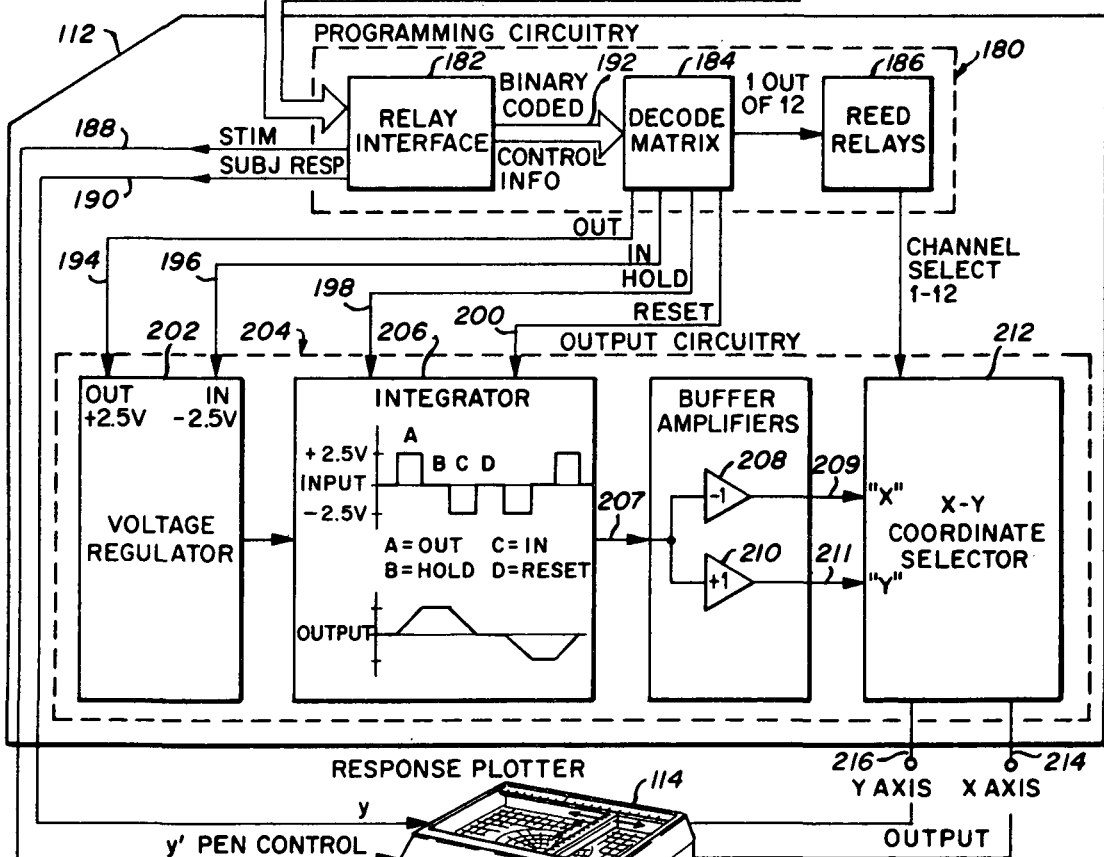 112
PROGRAMMING CIRCUITRY
180
182
192
184
186
RELAY
INTERFACE
BINARY
CODED
CONTROL
INFO
DECODE
MATRIX
1 OUT
OF 12
REED
RELAYS
188
STIM
SUBJ RESP
190
OUT
IN
HOLD
RESET
194
196
198
200
CHANNEL
SELECT
1-12
202
204
206
OUTPUT CIRCUITRY
212
OUT
+2.5V
IN
-2.5V
VOLTAGE
REGULATOR
INTEGRATOR
A
+2.5V
B C D
INPUT
-2.5V
A=OUT C=IN
B=HOLD D=RESET
OUTPUT
207
BUFFER
AMPLIFIERS
208
-1
209
210
+1
211
"X"
X-Y
COORDINATE
SELECTOR
"Y"
216
214
Y AXIS X AXIS
RESPONSE PLOTTER
114
y
y' PEN CONTROL
OUTPUT